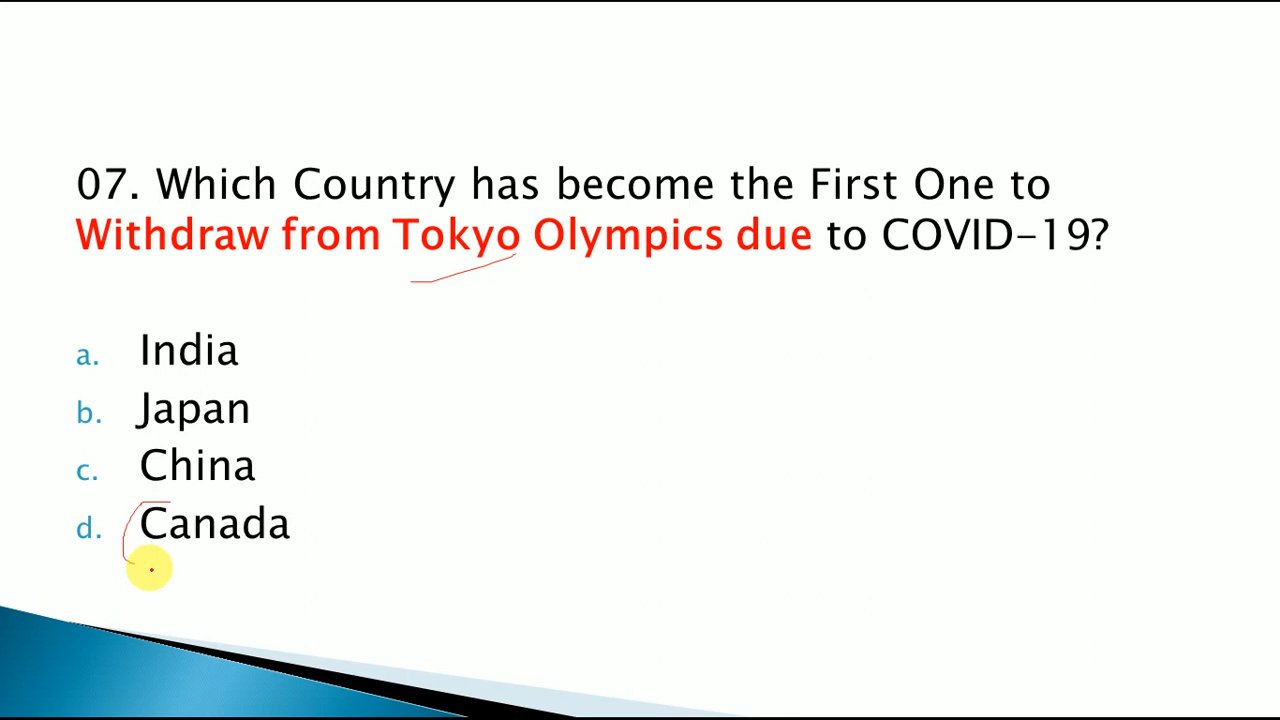 07. Which Country has become the First One to
Withdraw from Tokyo Olympics due to COVID-19?
a. India
b. Japan
c. China
d. Canada